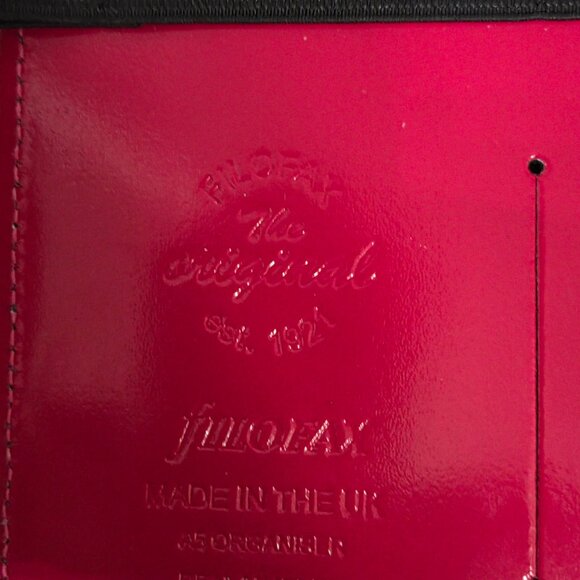 FILOFAX
The
original
est. 1921
filoFAX
MADE IN THE UK
A5 ORGANISER